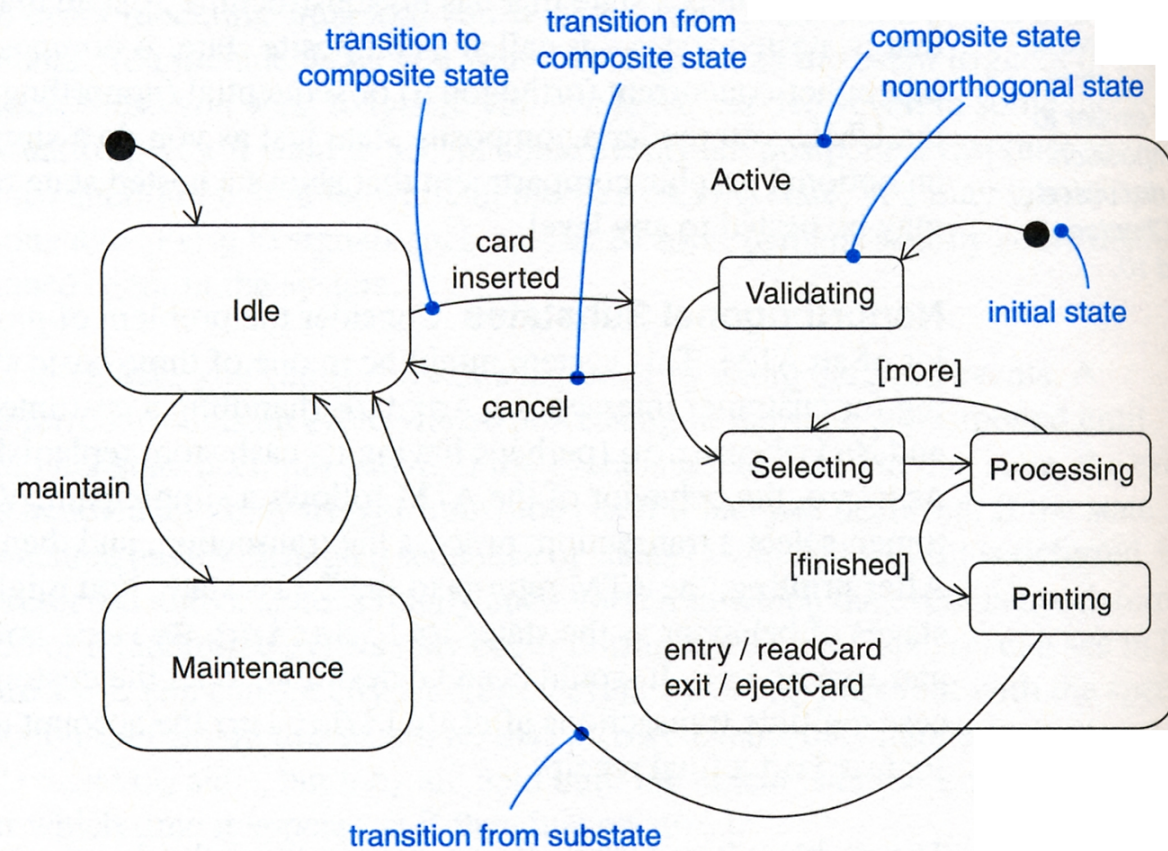 transition to
composite state
transition from
composite state
composite state
nonorthogonal state
Active
card
inserted
Idle
Validating
initial state
[more]
cancel
Selecting
Processing
maintain
[finished]
Printing
Maintenance
entry / readCard
exit / ejectCard
transition from substate